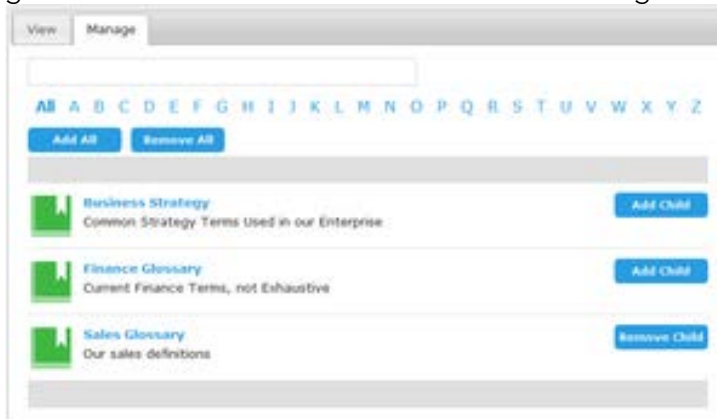 View Manage
All A B C D E F G H I J K L M N O P Q R S T U V W X Y Z
Add All Remove All
Business Strategy Add Child
Common Strategy Terms Used in our Enterprise
Finance Glossary Add Child
Current Finance Terms, not Exhaustive
Sales Glossary Remove Child
Our sales definitions